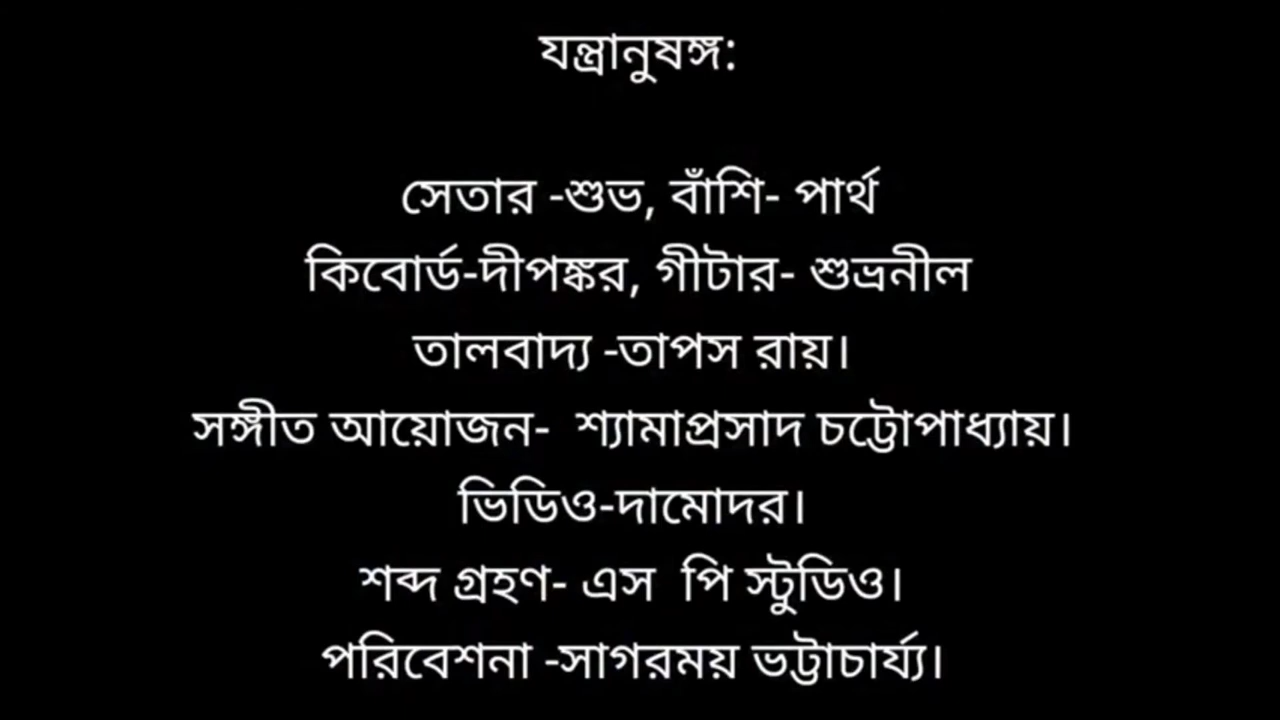 যন্ত্রানুষঙ্গ:
সেতার -শুভ, বাঁশি- পার্থ
কিবোর্ড-দীপঙ্কর, গীটার- শুভ্রনীল
তালবাদ্য -তাপস রায়।
সঙ্গীত আয়োজন-  শ্যামাপ্রসাদ চট্টোপাধ্যায়।
ভিডিও-দামোদর।
শব্দ গ্রহণ- এস  পি স্টুডিও।
পরিবেশনা -সাগরময় ভট্টাচার্য্য।